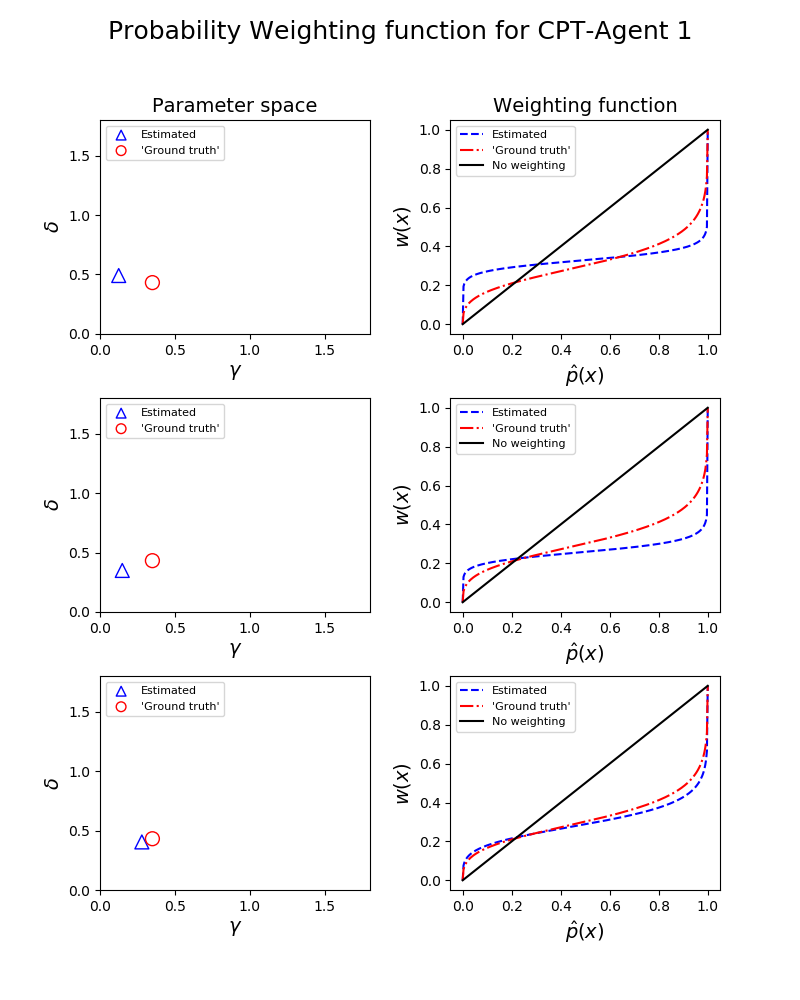 Probability Weighting function for CPT-Agent 1
Parameter space
Weighting function
Estimated
'Ground truth'
1.5
1.0
0.5
0.0
δ
0.0 0.5 1.0 1.5
γ
Estimated
'Ground truth'
No weighting
1.0
0.8
0.6
0.4
0.2
0.0
w(x)
0.0 0.2 0.4 0.6 0.8 1.0
p̂(x)
Estimated
'Ground truth'
1.5
1.0
0.5
0.0
δ
0.0 0.5 1.0 1.5
γ
Estimated
'Ground truth'
No weighting
1.0
0.8
0.6
0.4
0.2
0.0
w(x)
0.0 0.2 0.4 0.6 0.8 1.0
p̂(x)
Estimated
'Ground truth'
1.5
1.0
0.5
0.0
δ
0.0 0.5 1.0 1.5
γ
Estimated
'Ground truth'
No weighting
1.0
0.8
0.6
0.4
0.2
0.0
w(x)
0.0 0.2 0.4 0.6 0.8 1.0
p̂(x)